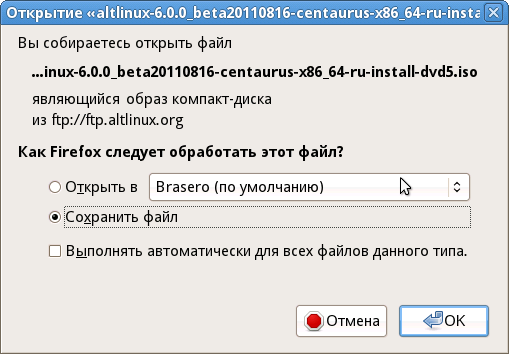 Открытие «altlinux-6.0.0_beta20110816-centaurus-x86_64-ru-insta
Вы собираетесь открыть файл
...inux-6.0.0_beta20110816-centaurus-x86_64-ru-install-dvd5.iso
являющийся образ компакт-диска
из ftp://ftp.altlinux.org
Как Firefox следует обработать этот файл?
Открыть в Brasero (по умолчанию)
Сохранить файл
Выполнять автоматически для всех файлов данного типа.
Отмена OK